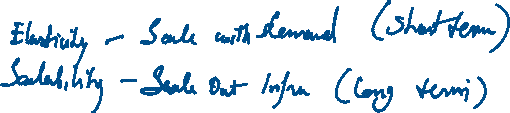 Elasticity - Scale with demand (short term)
Scalability - Scale Out Infra (long term)